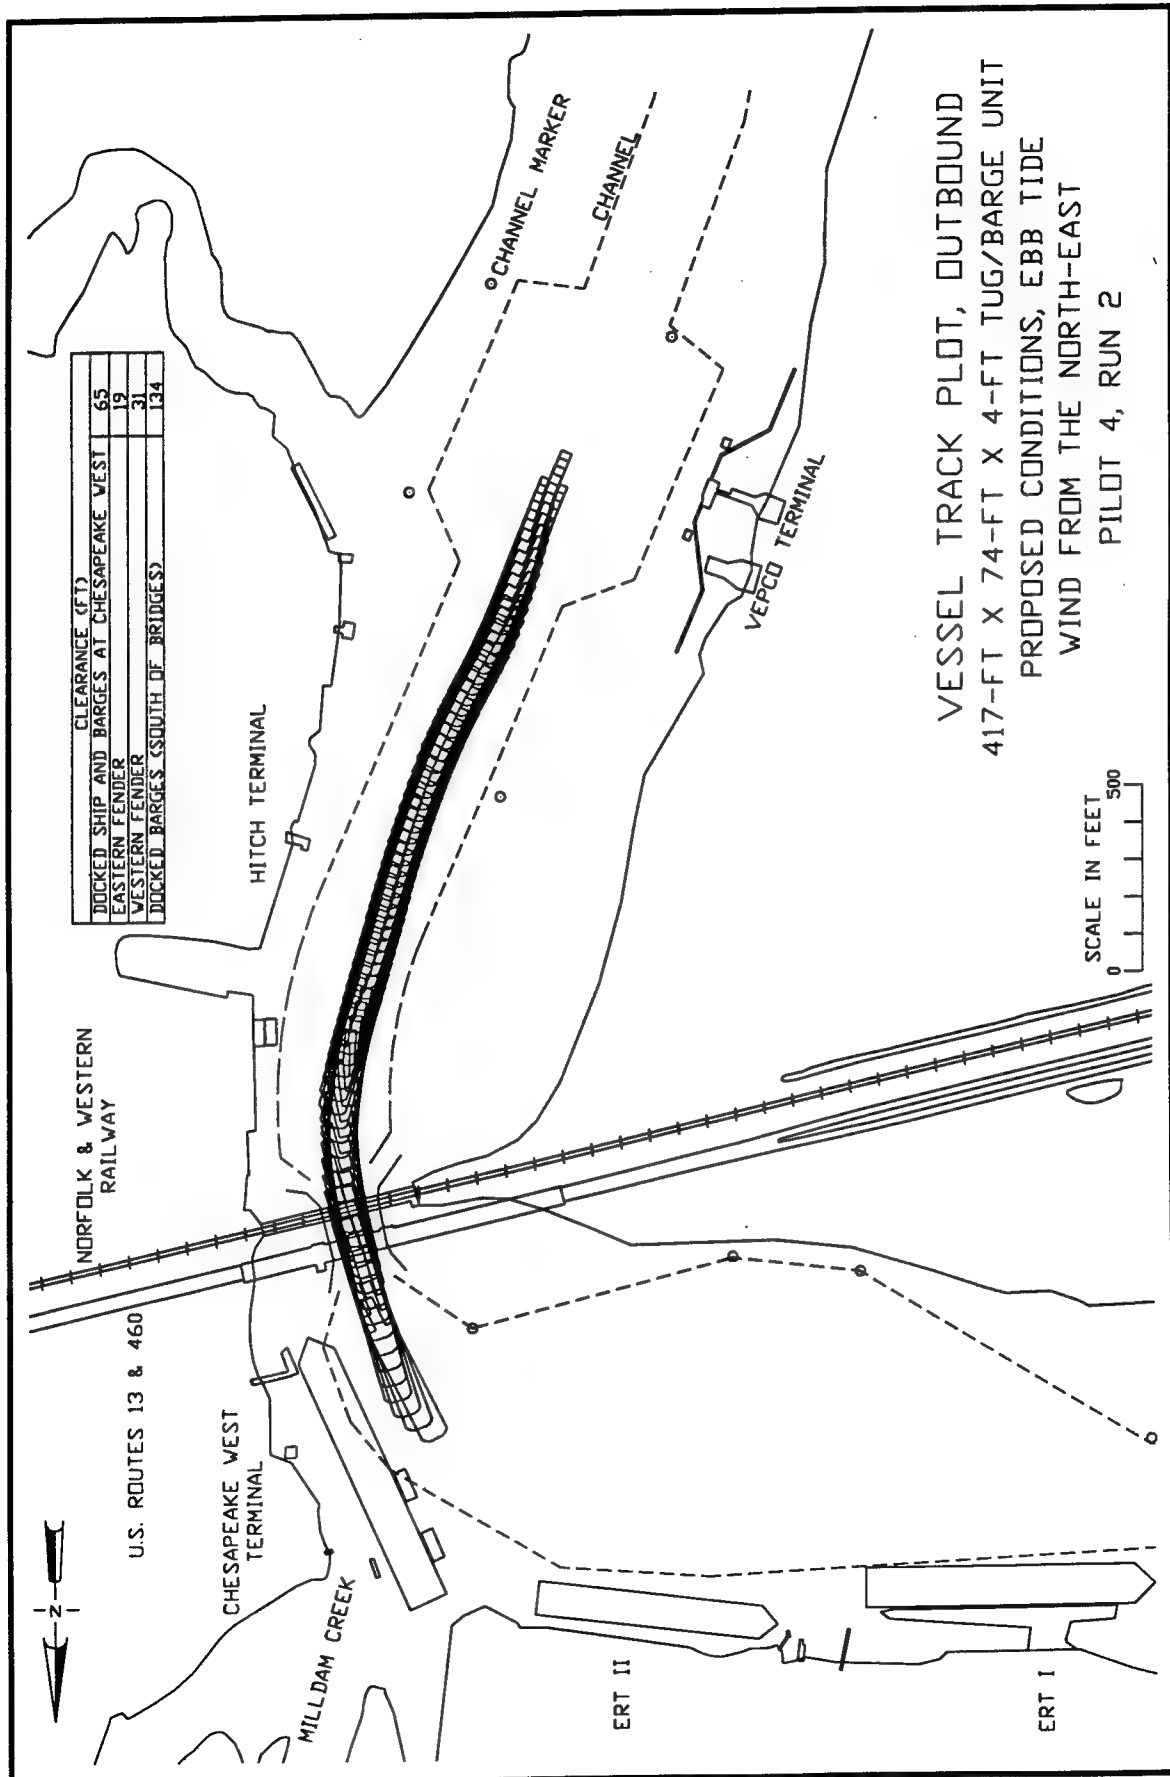 CLEARANCE (FT)
DOCKED SHIP AND BARGES AT CHESAPEAKE WEST 65
EASTERN FENDER 19
WESTERN FENDER 31
DOCKED BARGES (SOUTH OF BRIDGES) 134
N
U.S. ROUTES 13 & 460
NORFOLK & WESTERN
RAILWAY
HITCH TERMINAL
CHESAPEAKE WEST
TERMINAL
MILLDAM CREEK
CHANNEL MARKER
CHANNEL
VEPCO TERMINAL
ERT II
ERT I
SCALE IN FEET
0 500
VESSEL TRACK PLOT, OUTBOUND
417-FT X 74-FT X 4-FT TUG/BARGE UNIT
PROPOSED CONDITIONS, EBB TIDE
WIND FROM THE NORTH-EAST
PILOT 4, RUN 2